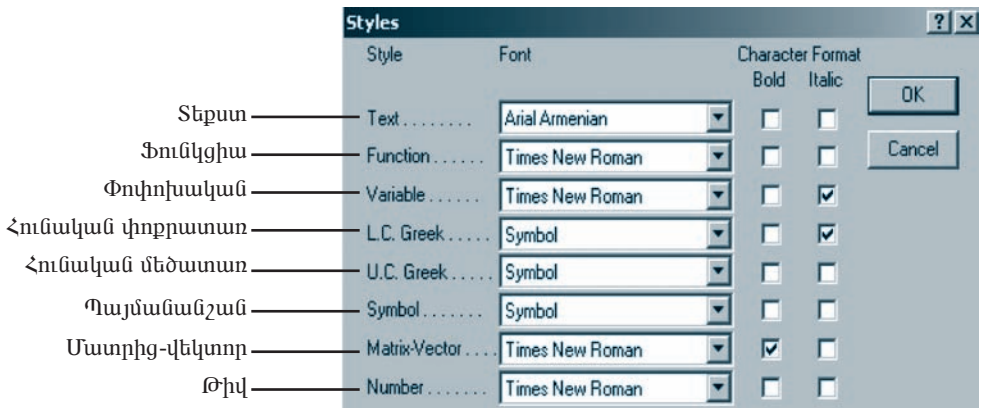 Styles
Style Font Character Format
Bold Italic
OK
Տեքստ Text........ Arial Armenian
Ֆունկցիա Function...... Times New Roman Cancel
Փոփոխական Variable...... Times New Roman
Հունական փոքրատառ L.C. Greek..... Symbol
Հունական մեծատառ U.C. Greek..... Symbol
Պայմանանշան Symbol....... Symbol
Մատրից-վեկտոր Matrix-Vector.... Times New Roman
Թիվ Number....... Times New Roman